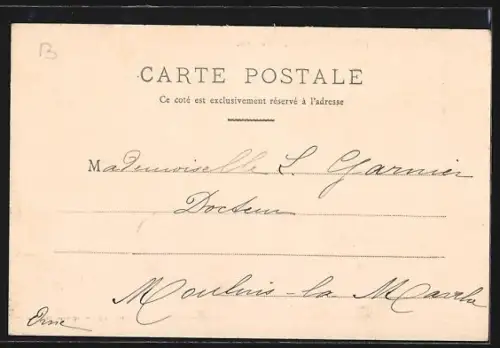 B
CARTE POSTALE
Ce coté est exclusivement réservé à l'adresse
Mademoiselle L. Garnier
Docteur
Moulins-la Marche
Orne